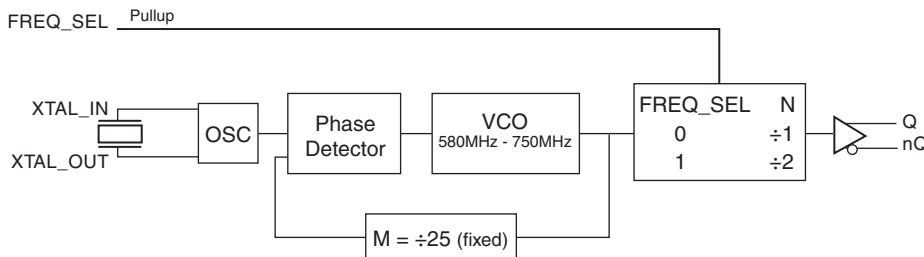 FREQ_SEL Pullup
XTAL_IN
XTAL_OUT
OSC
Phase
Detector
VCO
580MHz - 750MHz
M = ÷25 (fixed)
FREQ_SEL N
0 ÷1
1 ÷2
Q
nQ